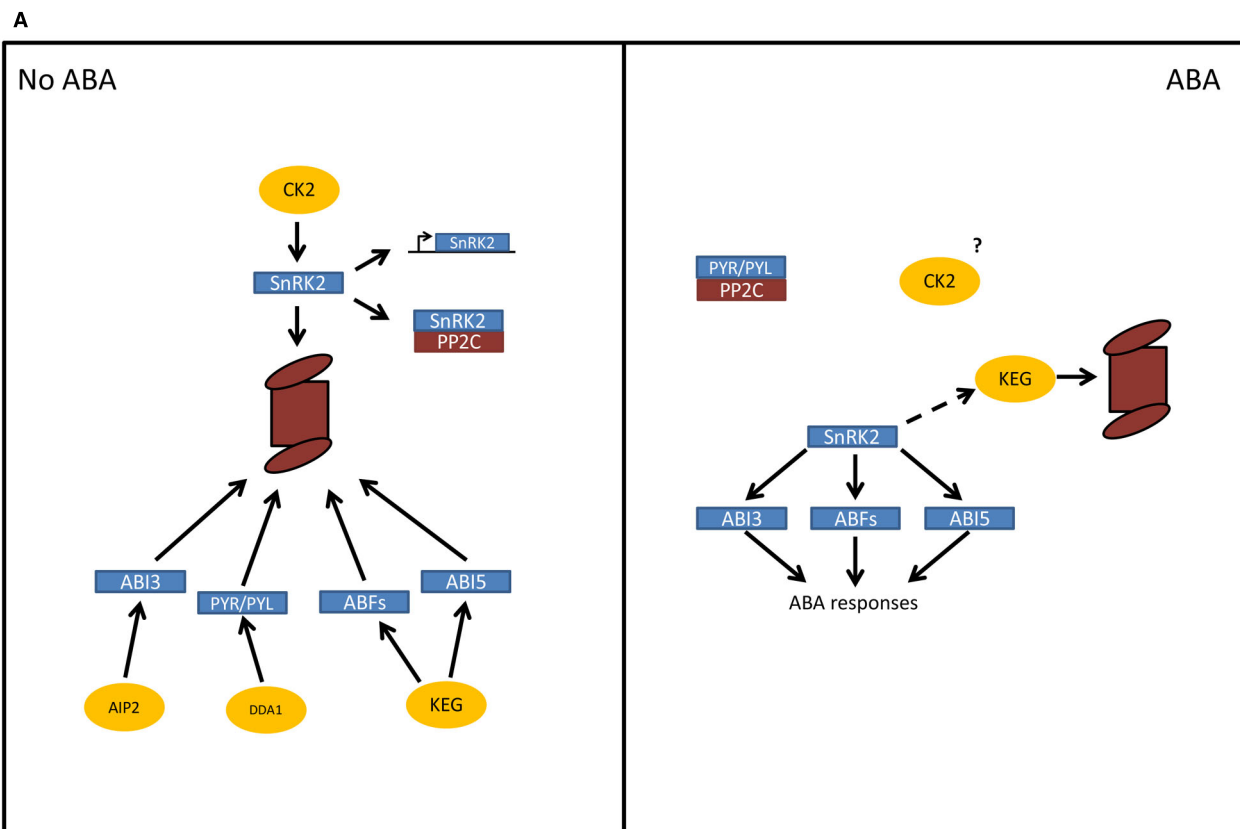 A
No ABA
CK2
SnRK2
SnRK2
SnRK2
PP2C
ABI3
PYR/PYL
ABFs
ABI5
AIP2
DDA1
KEG
ABA
?
PYR/PYL
PP2C
CK2
KEG
SnRK2
ABI3
ABFs
ABI5
ABA responses